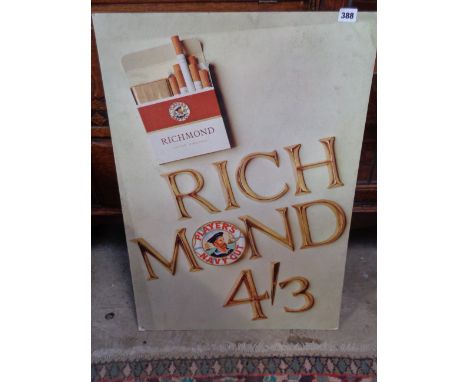 388
RICHMOND
RICH
MOND
PLAYER'S
NAVY CUT
4/3